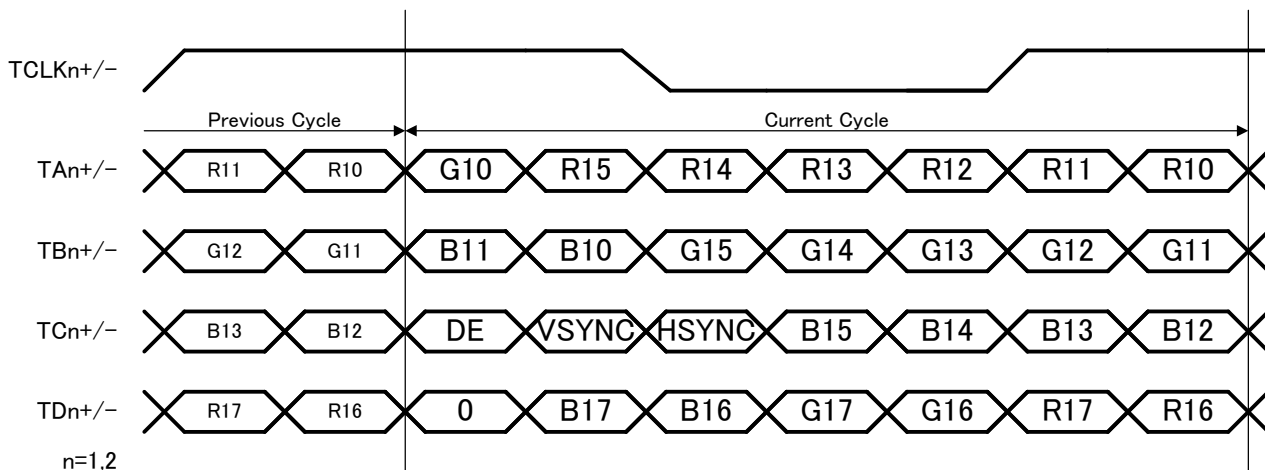 TCLKn+/-
Previous Cycle Current Cycle
TAn+/- R11 R10 G10 R15 R14 R13 R12 R11 R10
TBn+/- G12 G11 B11 B10 G15 G14 G13 G12 G11
TCn+/- B13 B12 DE VSYNC HSYNC B15 B14 B13 B12
TDn+/- R17 R16 0 B17 B16 G17 G16 R17 R16
n=1,2